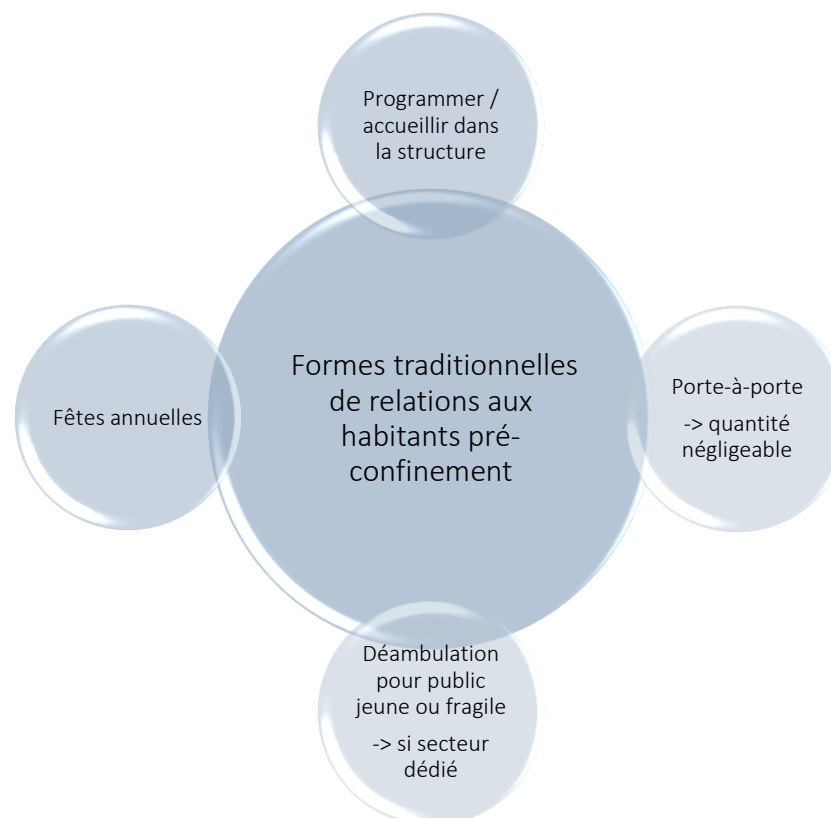 Programmer /
accueillir dans
la structure
Formes traditionnelles
de relations aux
habitants pré-
confinement
Fêtes annuelles
Porte-à-porte
-> quantité
négligeable
Déambulation
pour public
jeune ou fragile
-> si secteur
dédié